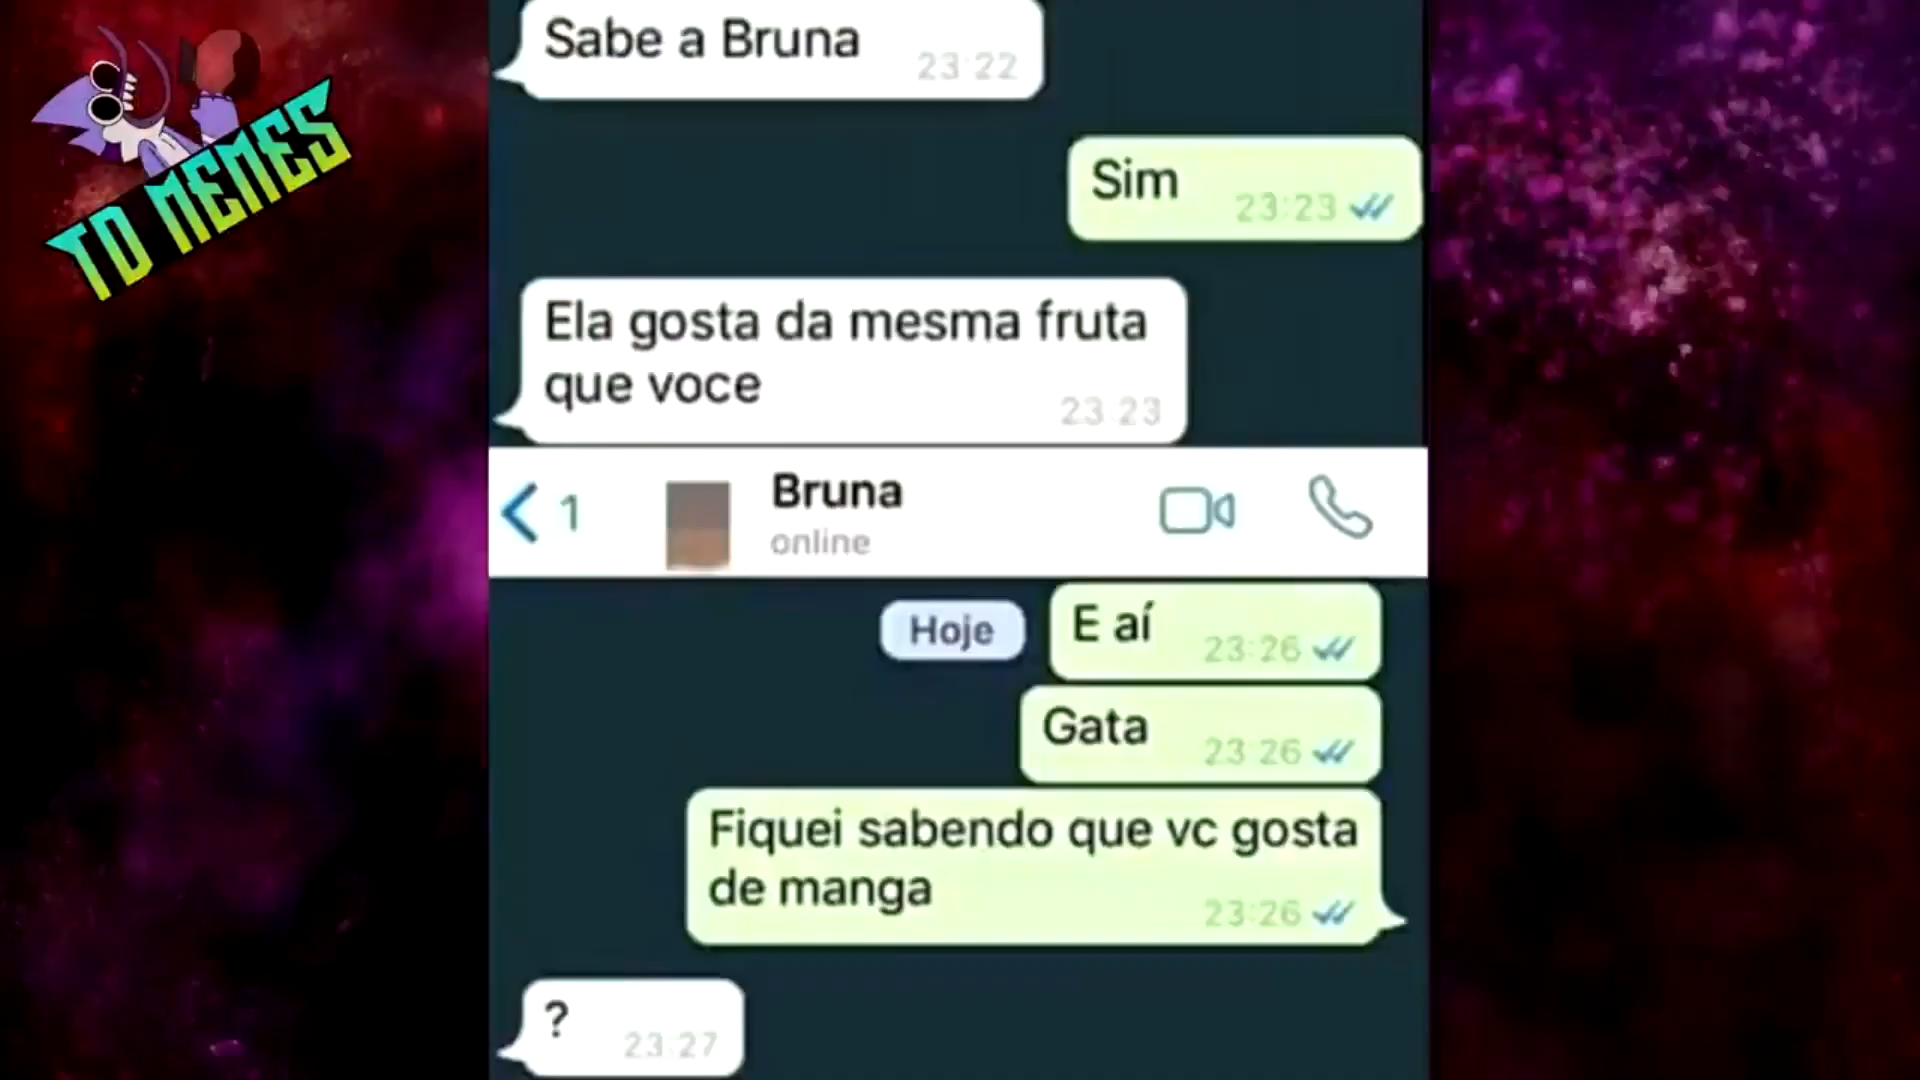 TD MEMES
Sabe a Bruna
23:22
Sim
23:23
Ela gosta da mesma fruta
que voce
23:23
1
Bruna
online
Hoje
E aí
23:26
Gata
23:26
Fiquei sabendo que vc gosta
de manga
23:26
?
23:27